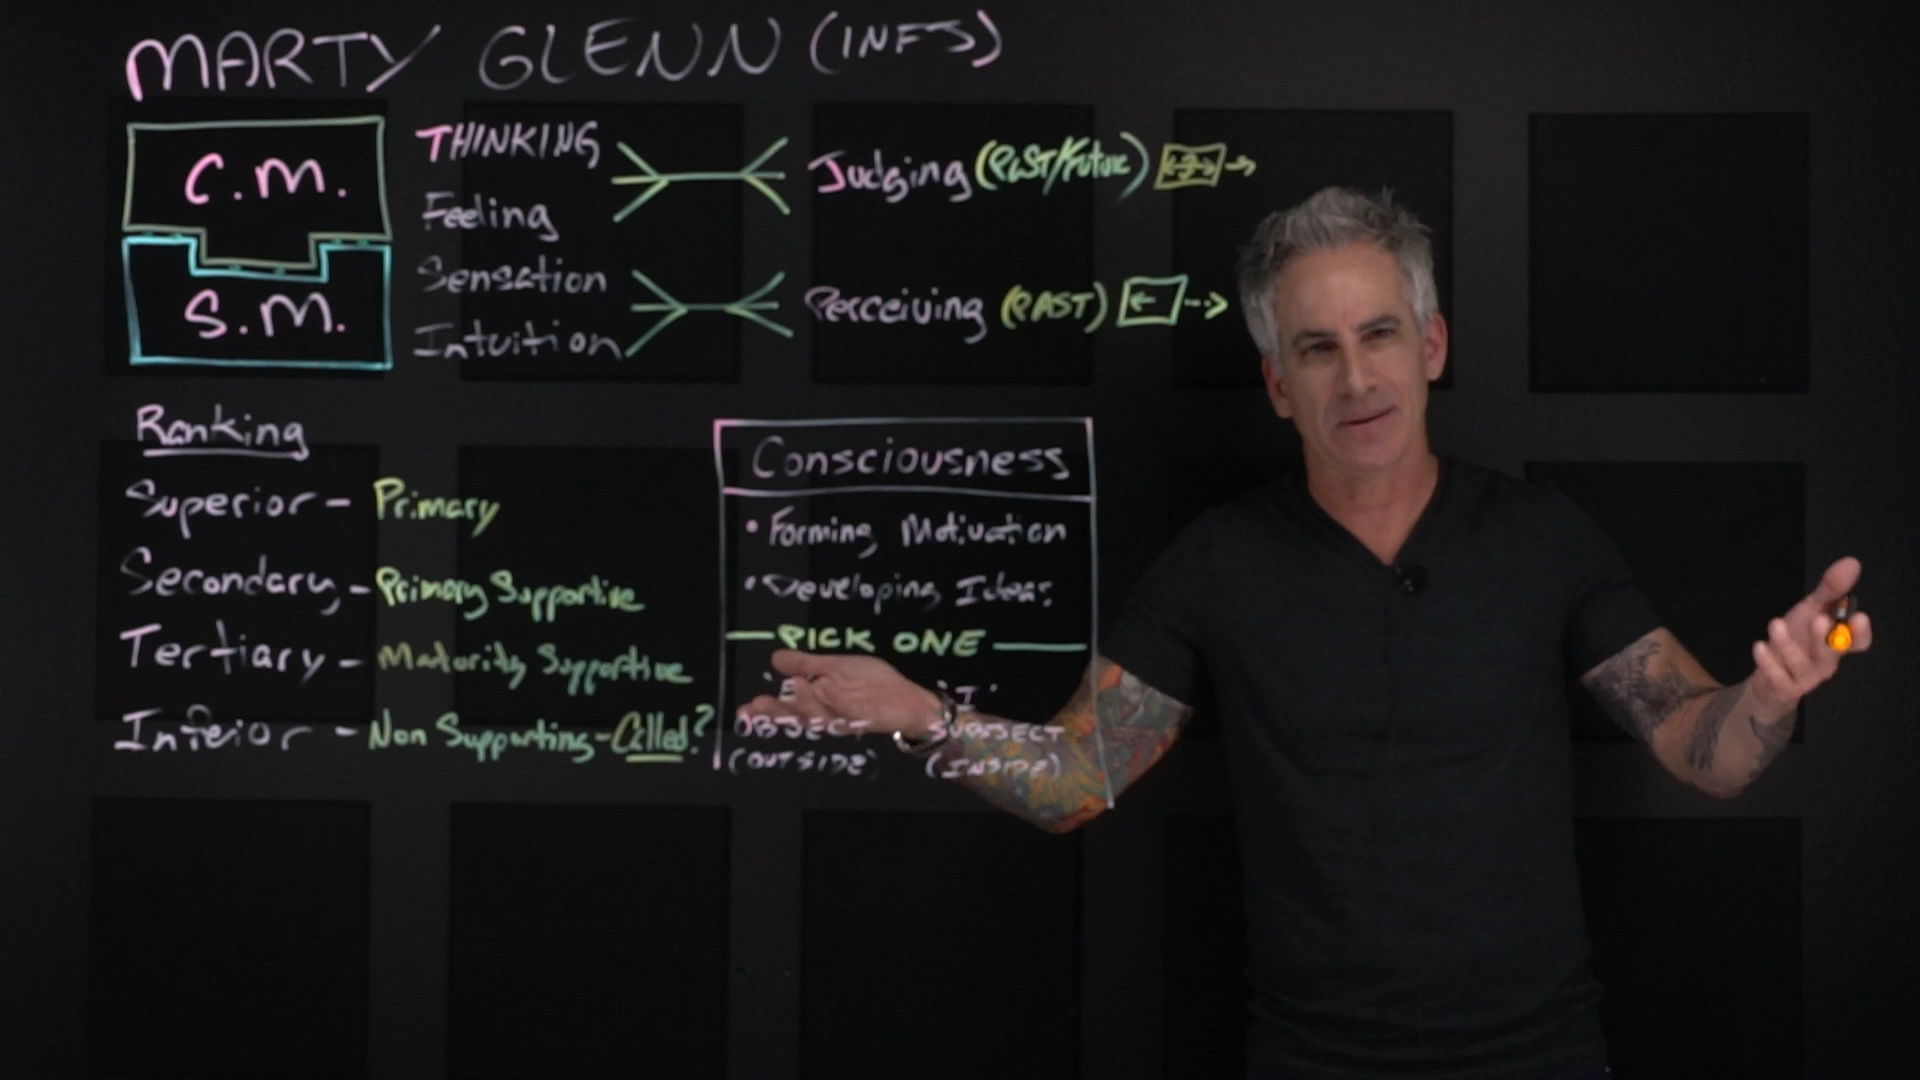 MARTY GLENN (INFJ)
C.M.
S.M.
THINKING
Feeling
Sensation
Intuition
Judging (PAST/Future)
Perceiving (PAST)
Ranking
Superior - Primary
Secondary - Primary Supportive
Tertiary - Maturity Supportive
Inferior - Non Supporting - Called?
Consciousness
• Forming Motivation
• Developing Ideas
PICK ONE
'E 'I'
OBJECT SUBJECT
(OUTSIDE) (INSIDE)